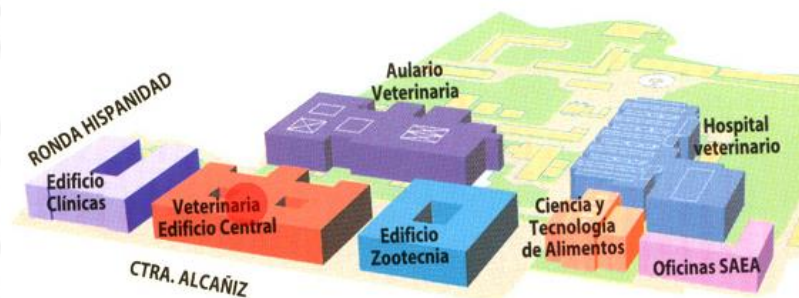 Aulario
Veterinaria
RONDA HISPANIDAD
Hospital
veterinario
Edificio
Clínicas
Veterinaria
Edificio Central
Edificio
Zootecnia
Ciencia y
Tecnología
de Alimentos
Oficinas SAEA
CTRA. ALCAÑIZ